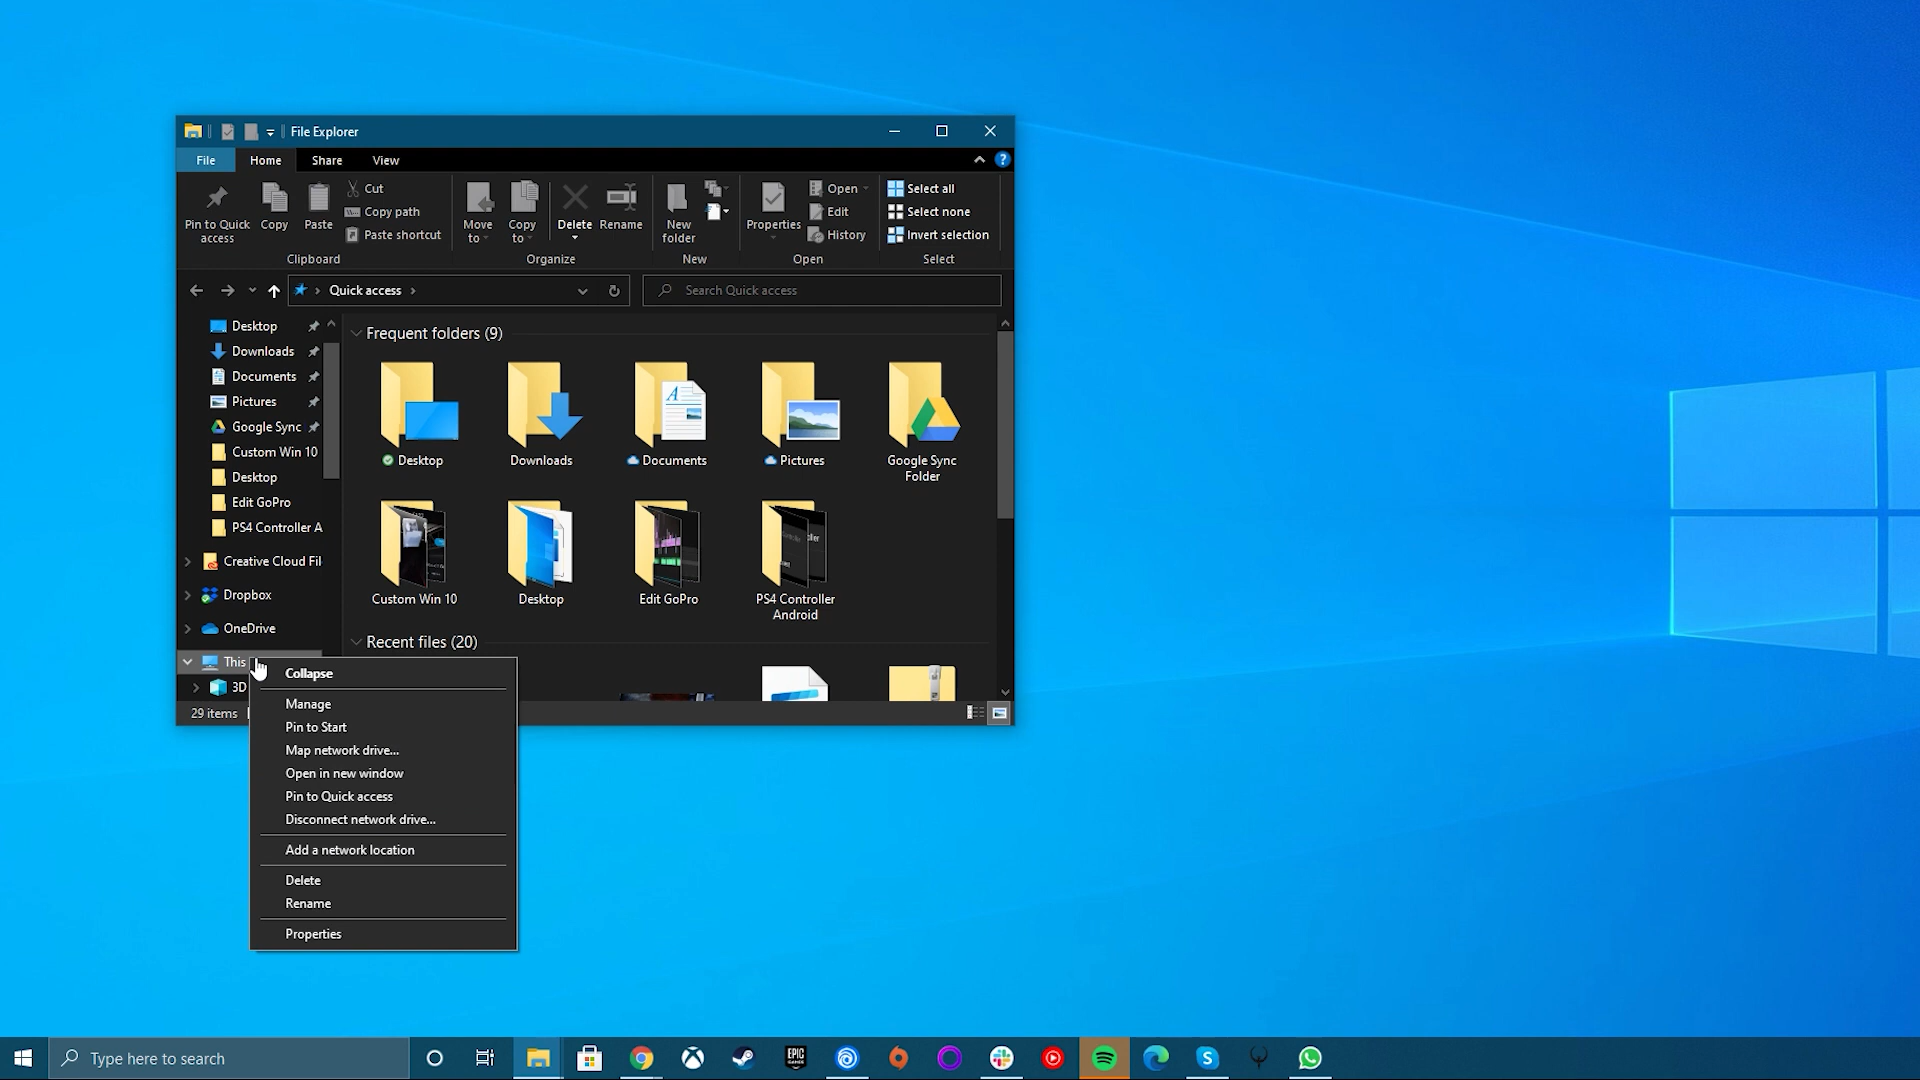 File Explorer
File Home Share View
Pin to Quick access
Copy
Paste
Cut
Copy path
Paste shortcut
Clipboard
Move to
Copy to
Delete
Rename
Organize
New folder
New
Properties
Open
Edit
History
Open
Select all
Select none
Invert selection
Select
Quick access
Search Quick access
Desktop
Downloads
Documents
Pictures
Google Sync
Custom Win 10
Desktop
Edit GoPro
PS4 Controller A
Creative Cloud Fil
Dropbox
OneDrive
This
3D
29 items
Frequent folders (9)
Desktop
Downloads
Documents
Pictures
Google Sync
Folder
Custom Win 10
Desktop
Edit GoPro
PS4 Controller
Android
Recent files (20)
Collapse
Manage
Pin to Start
Map network drive...
Open in new window
Pin to Quick access
Disconnect network drive...
Add a network location
Delete
Rename
Properties
Type here to search
EPIC
GAMES